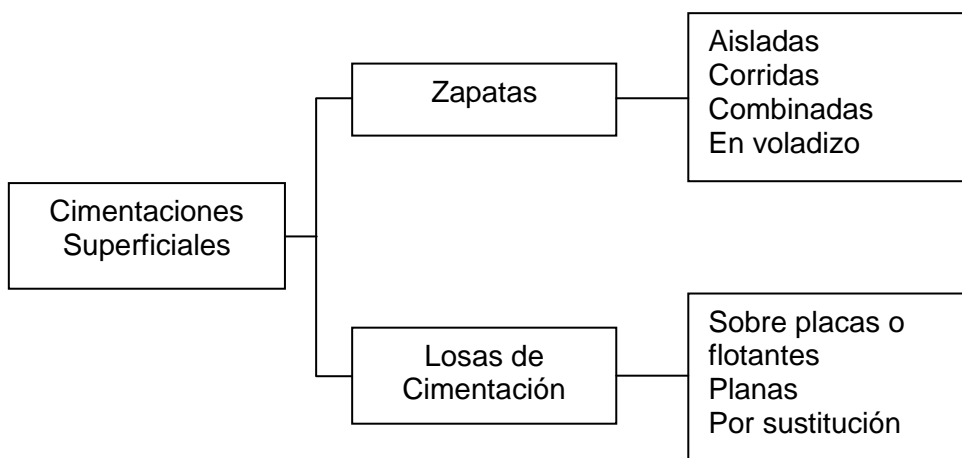 Cimentaciones
Superficiales
Zapatas
Aisladas
Corridas
Combinadas
En voladizo
Losas de
Cimentación
Sobre placas o
flotantes
Planas
Por sustitución